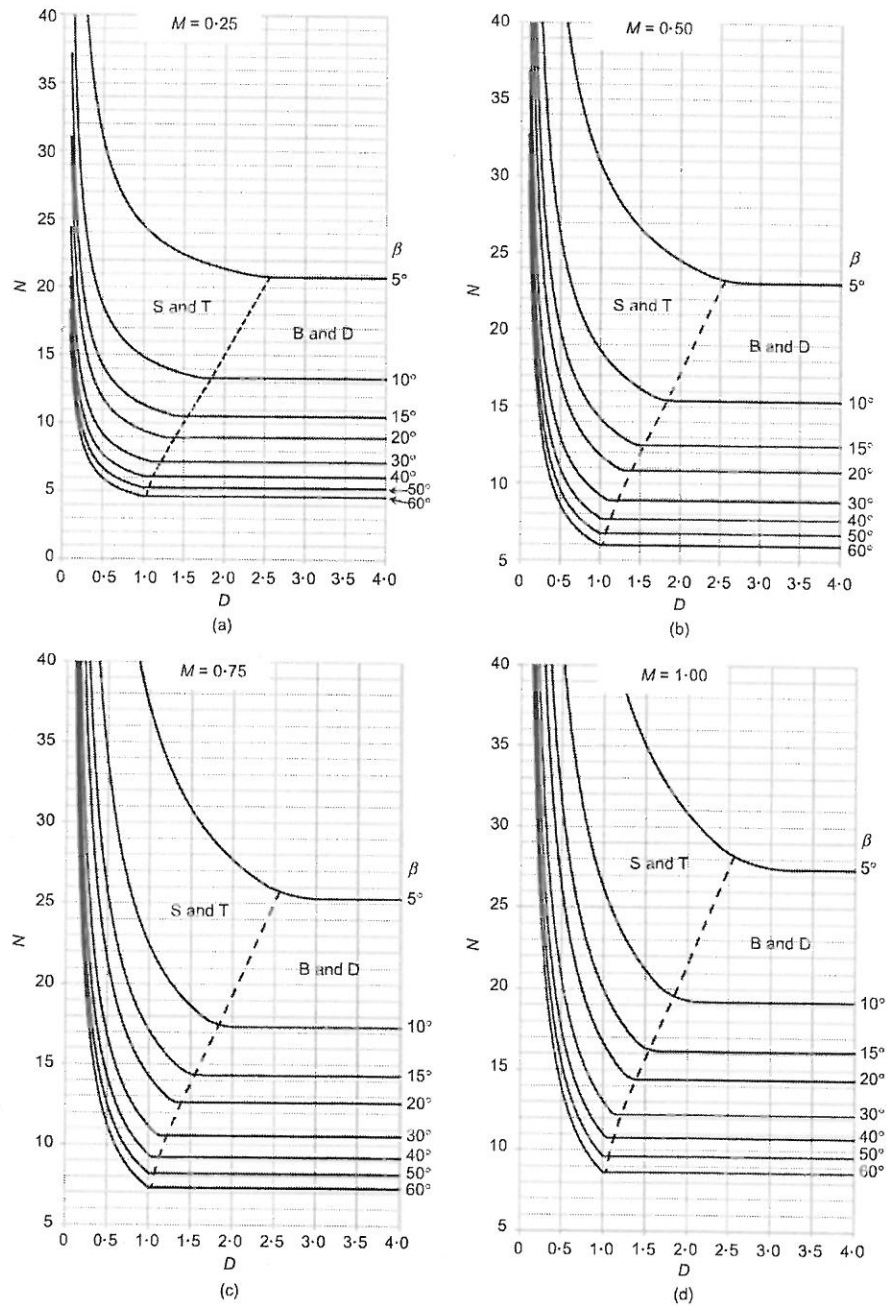 M = 0·25
40
35
30
25
20
15
10
5
0
N
S and T
B and D
β
5°
10°
15°
20°
30°
40°
50°
60°
0 0·5 1·0 1·5 2·0 2·5 3·0 3·5 4·0
D
(a)
M = 0·50
40
35
30
25
20
15
10
5
N
S and T
B and D
β
5°
10°
15°
20°
30°
40°
50°
60°
0 0·5 1·0 1·5 2·0 2·5 3·0 3·5 4·0
D
(b)
M = 0·75
40
35
30
25
20
15
10
5
N
S and T
B and D
β
5°
10°
15°
20°
30°
40°
50°
60°
0 0·5 1·0 1·5 2·0 2·5 3·0 3·5 4·0
D
(c)
M = 1·00
40
35
30
25
20
15
10
5
N
S and T
B and D
β
5°
10°
15°
20°
30°
40°
50°
60°
0 0·5 1·0 1·5 2·0 2·5 3·0 3·5 4·0
D
(d)